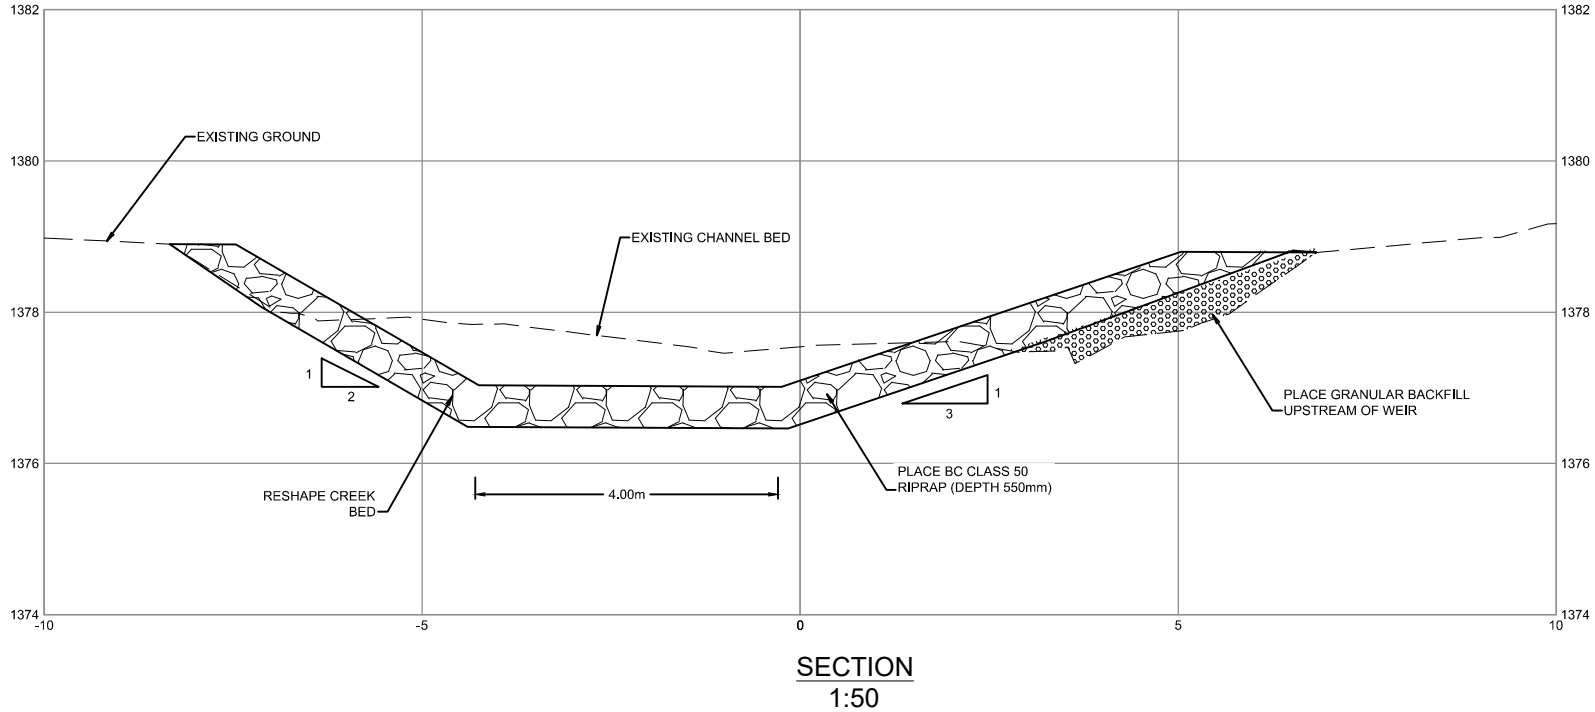 1382
1382
EXISTING GROUND
1380
1380
EXISTING CHANNEL BED
1378
1378
1
2
1
3
PLACE GRANULAR BACKFILL
UPSTREAM OF WEIR
1376
1376
PLACE BC CLASS 50
RIPRAP (DEPTH 550mm)
RESHAPE CREEK
BED
4.00m
1374
1374
-10
-5
0
5
10
SECTION
1:50